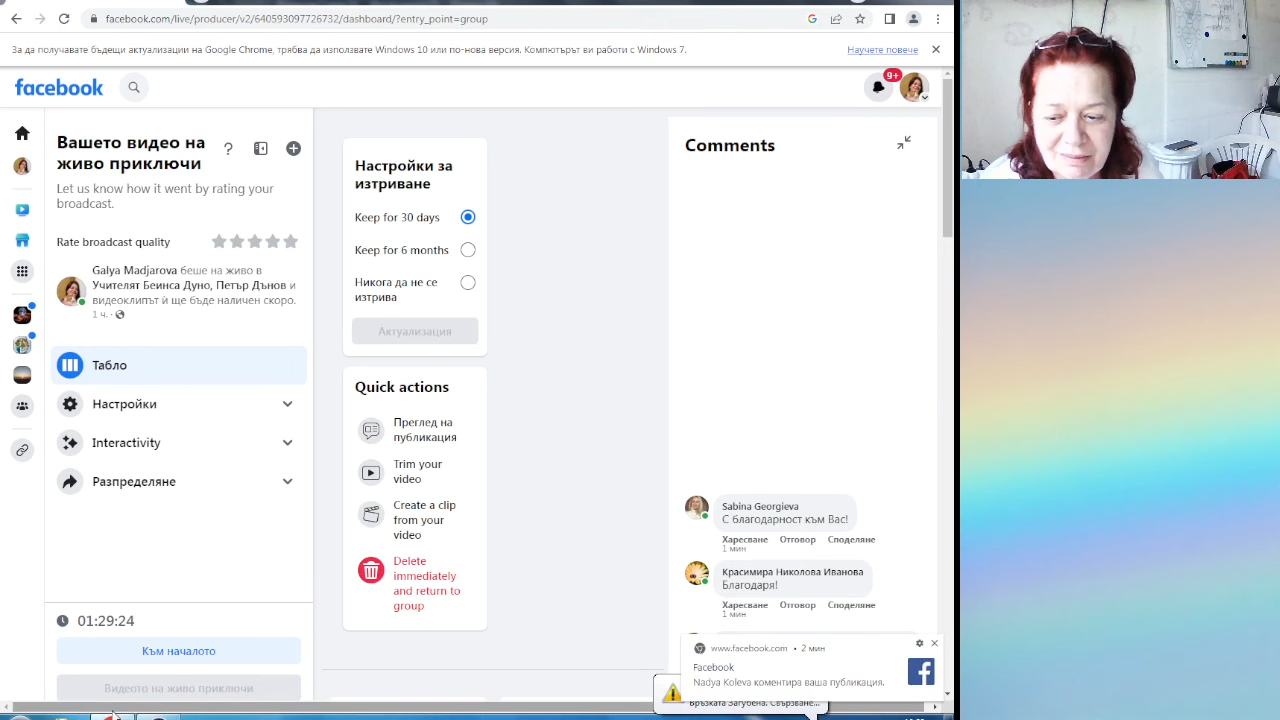 facebook.com/live/producer/v2/640593097726732/dashboard/?entry_point=group
За да получавате бъдещи актуализации на Google Chrome, трябва да използвате Windows 10 или по-нова версия. Компютърът ви работи с Windows 7.
Научете повече
facebook
9+
Вашето видео на
живо приключи
Let us know how it went by rating your
broadcast.
Rate broadcast quality
Galya Madjarova беше на живо в
Учителят Беинса Дуно, Петър Дънов и
видеоклипът ѝ ще бъде наличен скоро.
1 ч. ·
Табло
Настройки
Interactivity
Разпределяне
01:29:24
Към началото
Видеото на живо приключи
Настройки за
изтриване
Keep for 30 days
Keep for 6 months
Никога да не се
изтрива
Актуализация
Quick actions
Преглед на
публикация
Trim your
video
Create a clip
from your
video
Delete
immediately
and return to
group
Comments
Sabina Georgieva
С благодарност към Вас!
Харесване Отговор Споделяне
1 мин
Красимира Николова Иванова
Благодаря!
Харесване Отговор Споделяне
1 мин
www.facebook.com • 2 мин
Facebook
Nadya Koleva коментира ваша публикация.
Връзката Загубена. Свързване...